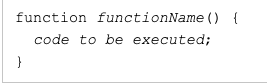 function functionName() {
  code to be executed;
}